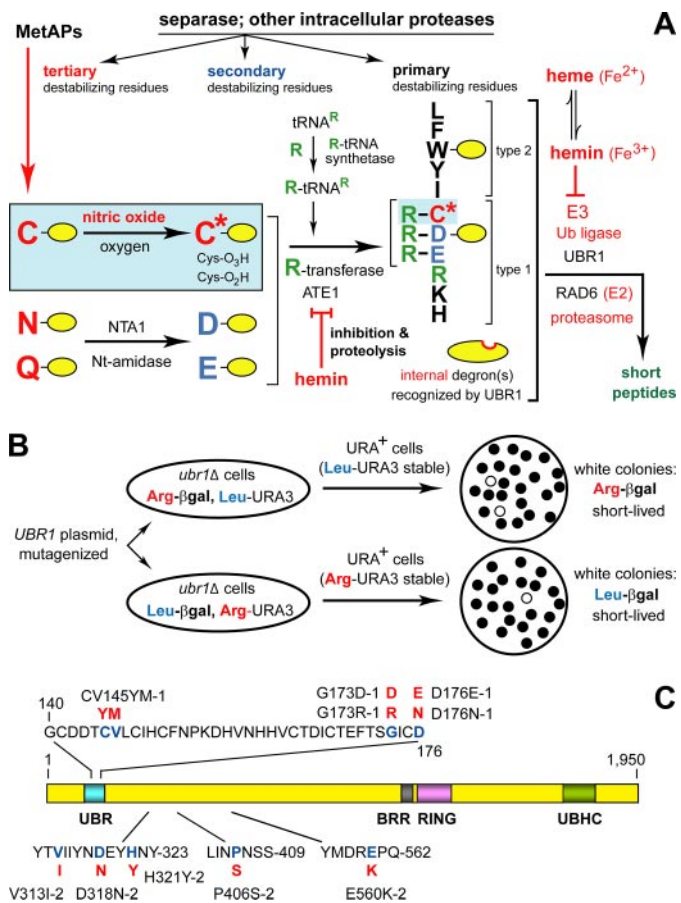 separase; other intracellular proteases
MetAPs
A
tertiary
destabilizing residues
secondary
destabilizing residues
primary
destabilizing residues
heme (Fe2+)
hemin (Fe3+)
E3
Ub ligase
UBR1
RAD6 (E2)
proteasome
short
peptides
tRNAR
R
R-tRNA
synthetase
R-tRNAR
L
F
W
Y
I
type 2
C
nitric oxide
oxygen
C*
Cys-O3H
Cys-O2H
R-transferase
ATE1
R–C*
R–D
R–E
R
K
H
type 1
N
Q
NTA1
Nt-amidase
D
E
inhibition &
proteolysis
hemin
internal degron(s)
recognized by UBR1
B
UBR1 plasmid,
mutagenized
ubr1Δ cells
Arg-βgal, Leu-URA3
URA+ cells
(Leu-URA3 stable)
white colonies:
Arg-βgal
short-lived
ubr1Δ cells
Leu-βgal, Arg-URA3
URA+ cells
(Arg-URA3 stable)
white colonies:
Leu-βgal
short-lived
C
CV145YM-1
G173D-1 D E D176E-1
140 YM G173R-1 R N D176N-1
GCDDTCVLCIHCFNPKDHVNHHVCTDICTEFTSGICD
176
1
1,950
UBR
BRR
RING
UBHC
YTVIIYNDEYHNY-323
I N Y
V313I-2 D318N-2 H321Y-2
LINPNSS-409
S
P406S-2
YMDREPQ-562
K
E560K-2